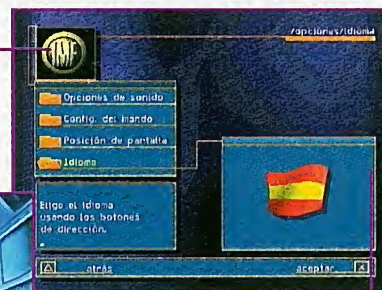 /opciones/idioma
IMF
Opciones de sonido
Config. del mando
Posición de pantalla
Idioma
Elige el idioma
usando los botones
de dirección.
atrás aceptar